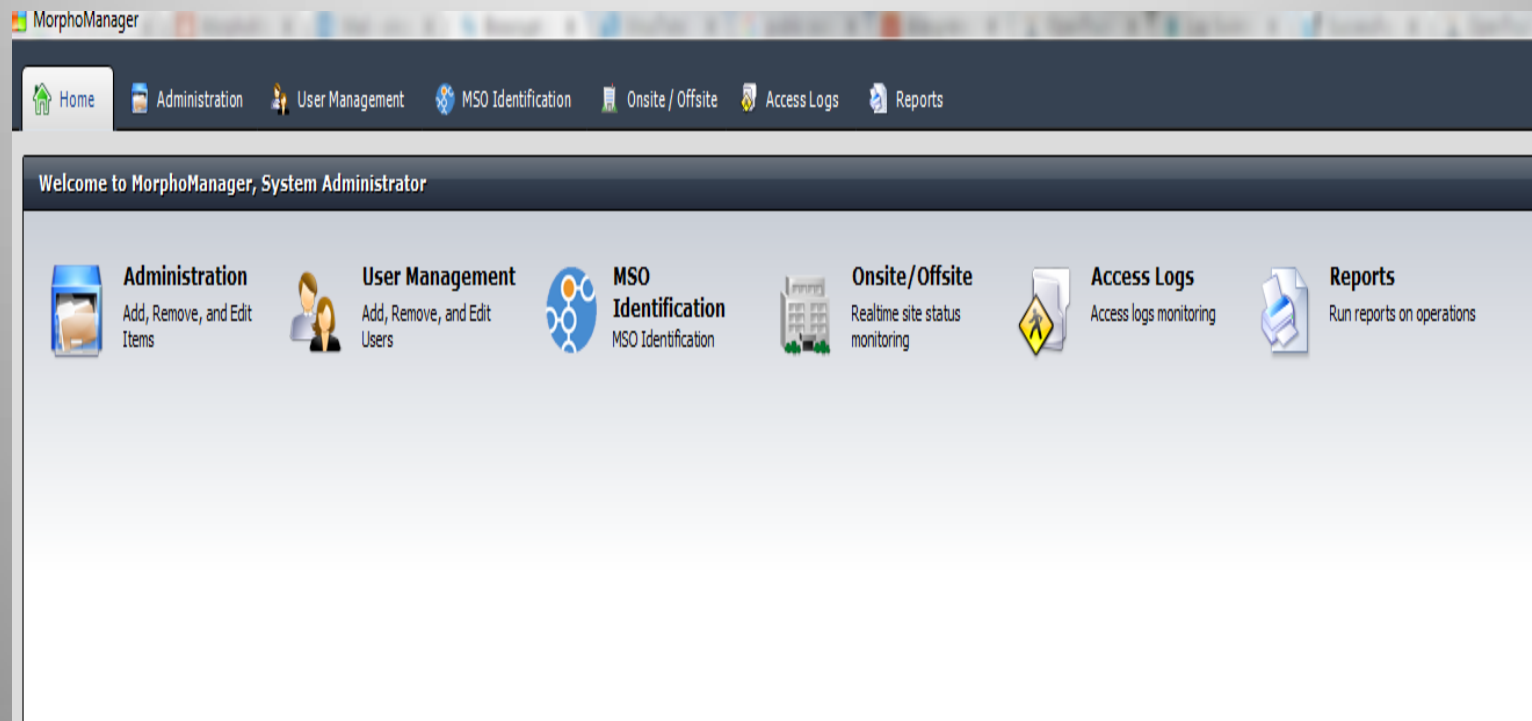 MorphoManager
Home Administration User Management MSO Identification Onsite / Offsite Access Logs Reports
Welcome to MorphoManager, System Administrator
Administration
Add, Remove, and Edit
Items
User Management
Add, Remove, and Edit
Users
MSO
Identification
MSO Identification
Onsite/Offsite
Realtime site status
monitoring
Access Logs
Access logs monitoring
Reports
Run reports on operations